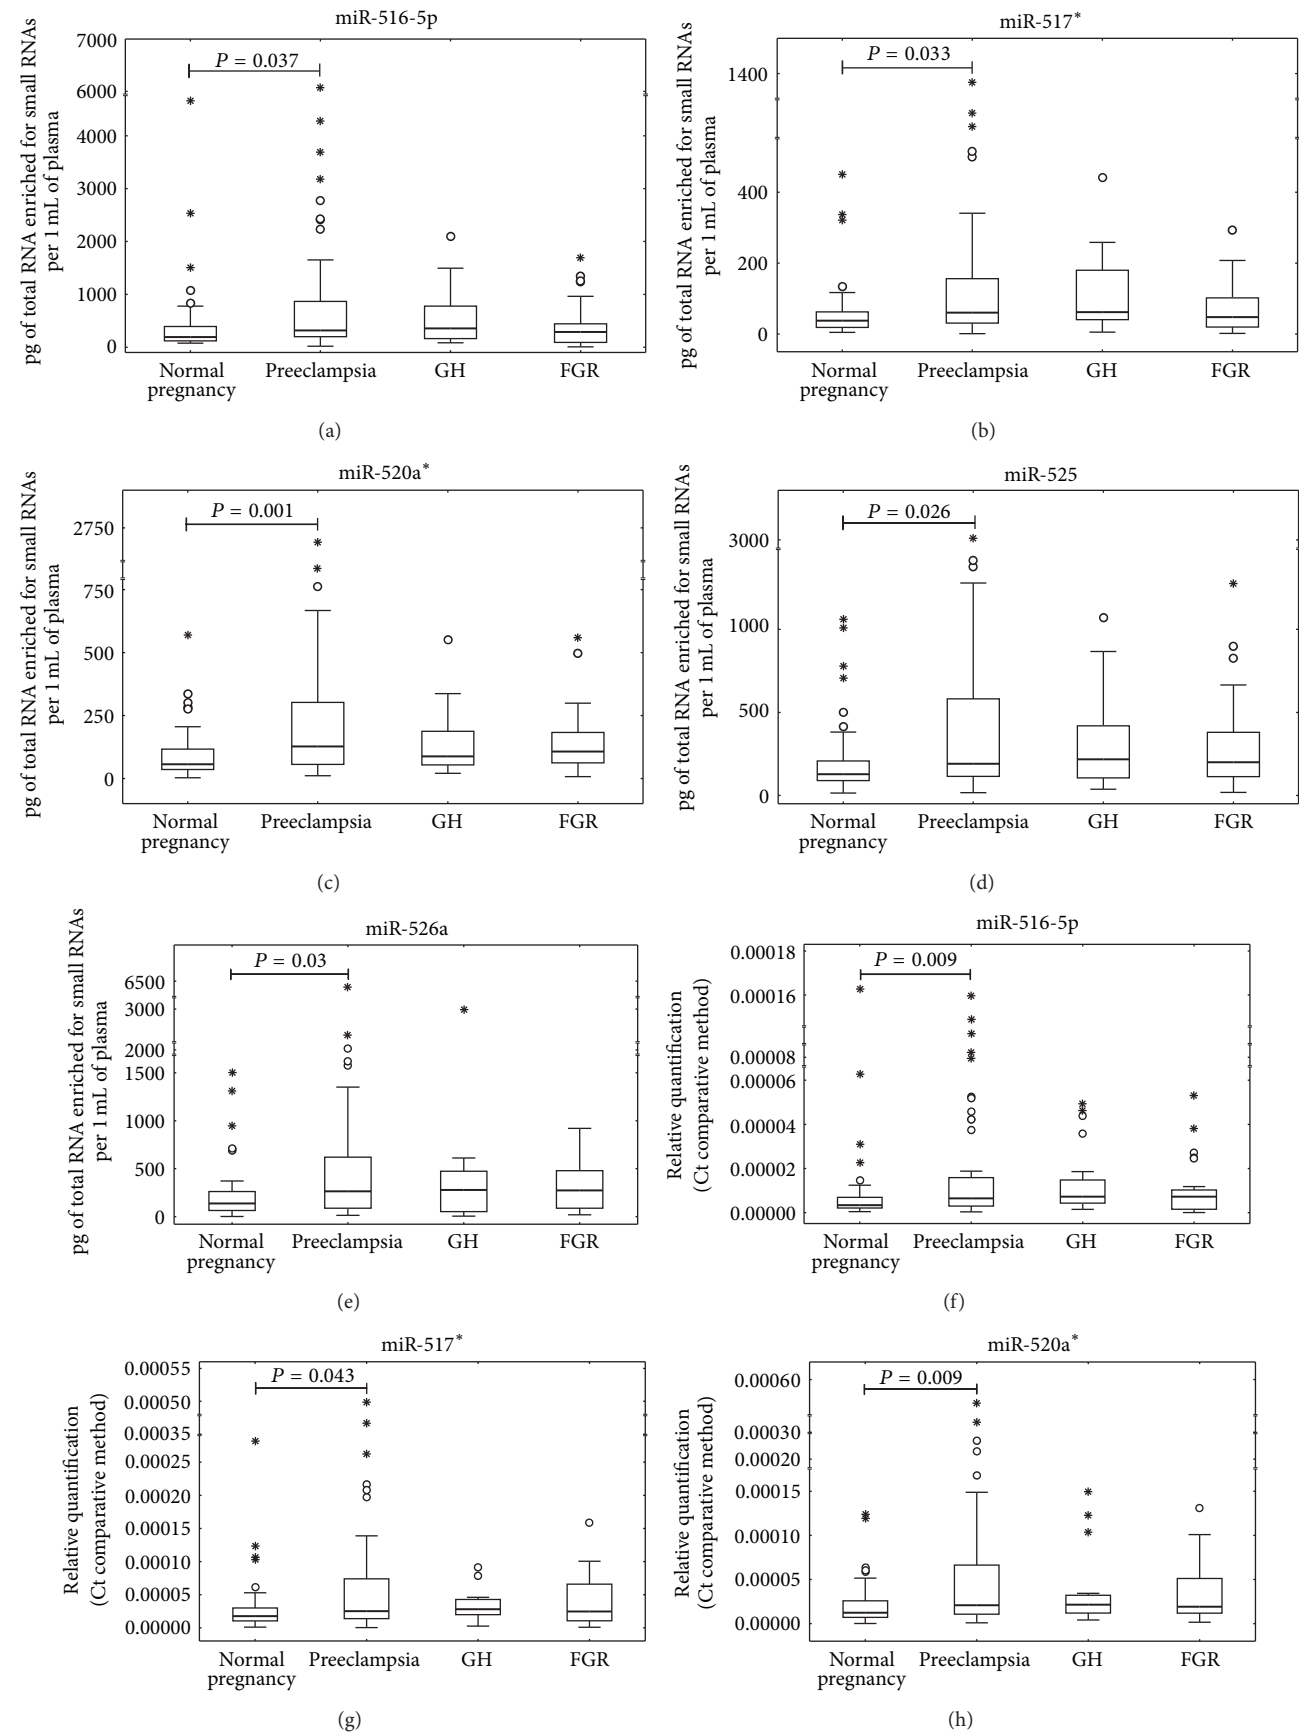 miR-516-5p
pg of total RNA enriched for small RNAs
per 1 mL of plasma
7000
6000
4000
3000
2000
1000
0
P = 0.037
Normal
pregnancy
Preeclampsia
GH
FGR
(a)
miR-517*
pg of total RNA enriched for small RNAs
per 1 mL of plasma
1400
400
200
0
P = 0.033
Normal
pregnancy
Preeclampsia
GH
FGR
(b)
miR-520a*
pg of total RNA enriched for small RNAs
per 1 mL of plasma
2750
750
500
250
0
P = 0.001
Normal
pregnancy
Preeclampsia
GH
FGR
(c)
miR-525
pg of total RNA enriched for small RNAs
per 1 mL of plasma
3000
1000
500
0
P = 0.026
Normal
pregnancy
Preeclampsia
GH
FGR
(d)
miR-526a
pg of total RNA enriched for small RNAs
per 1 mL of plasma
6500
3000
2000
1500
1000
500
0
P = 0.03
Normal
pregnancy
Preeclampsia
GH
FGR
(e)
miR-516-5p
Relative quantification
(Ct comparative method)
0.00018
0.00016
0.00008
0.00006
0.00004
0.00002
0.00000
P = 0.009
Normal
pregnancy
Preeclampsia
GH
FGR
(f)
miR-517*
Relative quantification
(Ct comparative method)
0.00055
0.00050
0.00035
0.00025
0.00020
0.00015
0.00010
0.00005
0.00000
P = 0.043
Normal
pregnancy
Preeclampsia
GH
FGR
(g)
miR-520a*
Relative quantification
(Ct comparative method)
0.00060
0.00030
0.00020
0.00015
0.00010
0.00005
0.00000
P = 0.009
Normal
pregnancy
Preeclampsia
GH
FGR
(h)